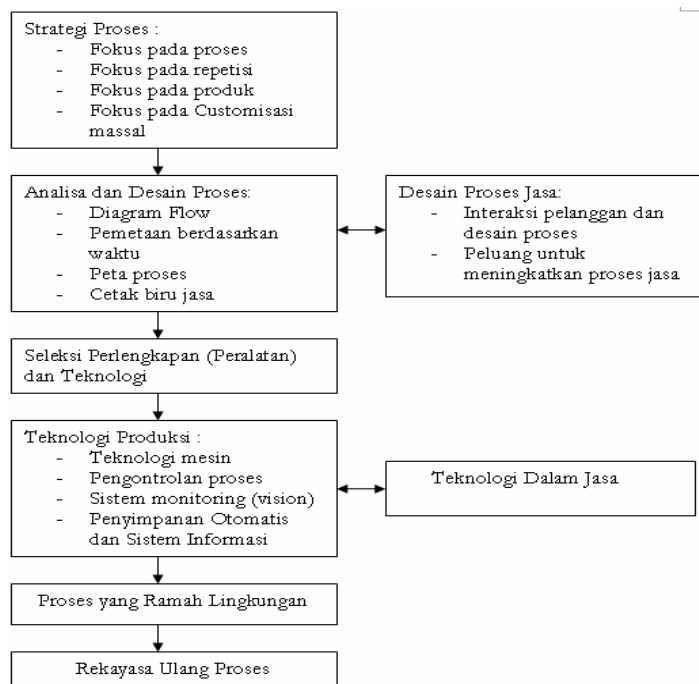 Strategi Proses :
- Fokus pada proses
- Fokus pada repetisi
- Fokus pada produk
- Fokus pada Customisasi
massal
Analisa dan Desain Proses:
- Diagram Flow
- Pemetaan berdasarkan
waktu
- Peta proses
- Cetak biru jasa
Desain Proses Jasa:
- Interaksi pelanggan dan
desain proses
- Peluang untuk
meningkatkan proses jasa
Seleksi Perlengkapan (Peralatan)
dan Teknologi
Teknologi Produksi :
- Teknologi mesin
- Pengontrolan proses
- Sistem monitoring (vision)
- Penyimpanan Otomatis
dan Sistem Informasi
Teknologi Dalam Jasa
Proses yang Ramah Lingkungan
Rekayasa Ulang Proses